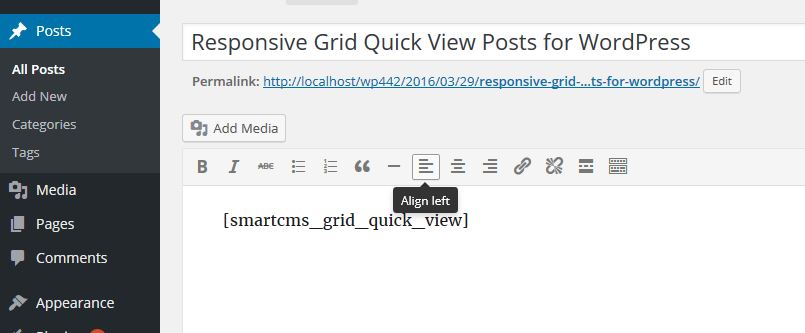 Posts
All Posts
Add New
Categories
Tags
Media
Pages
Comments
Appearance
Responsive Grid Quick View Posts for WordPress
Permalink: http://localhost/wp442/2016/03/29/responsive-grid-...ts-for-wordpress/ Edit
Add Media
B I ABC
Align left
[smartcms_grid_quick_view]